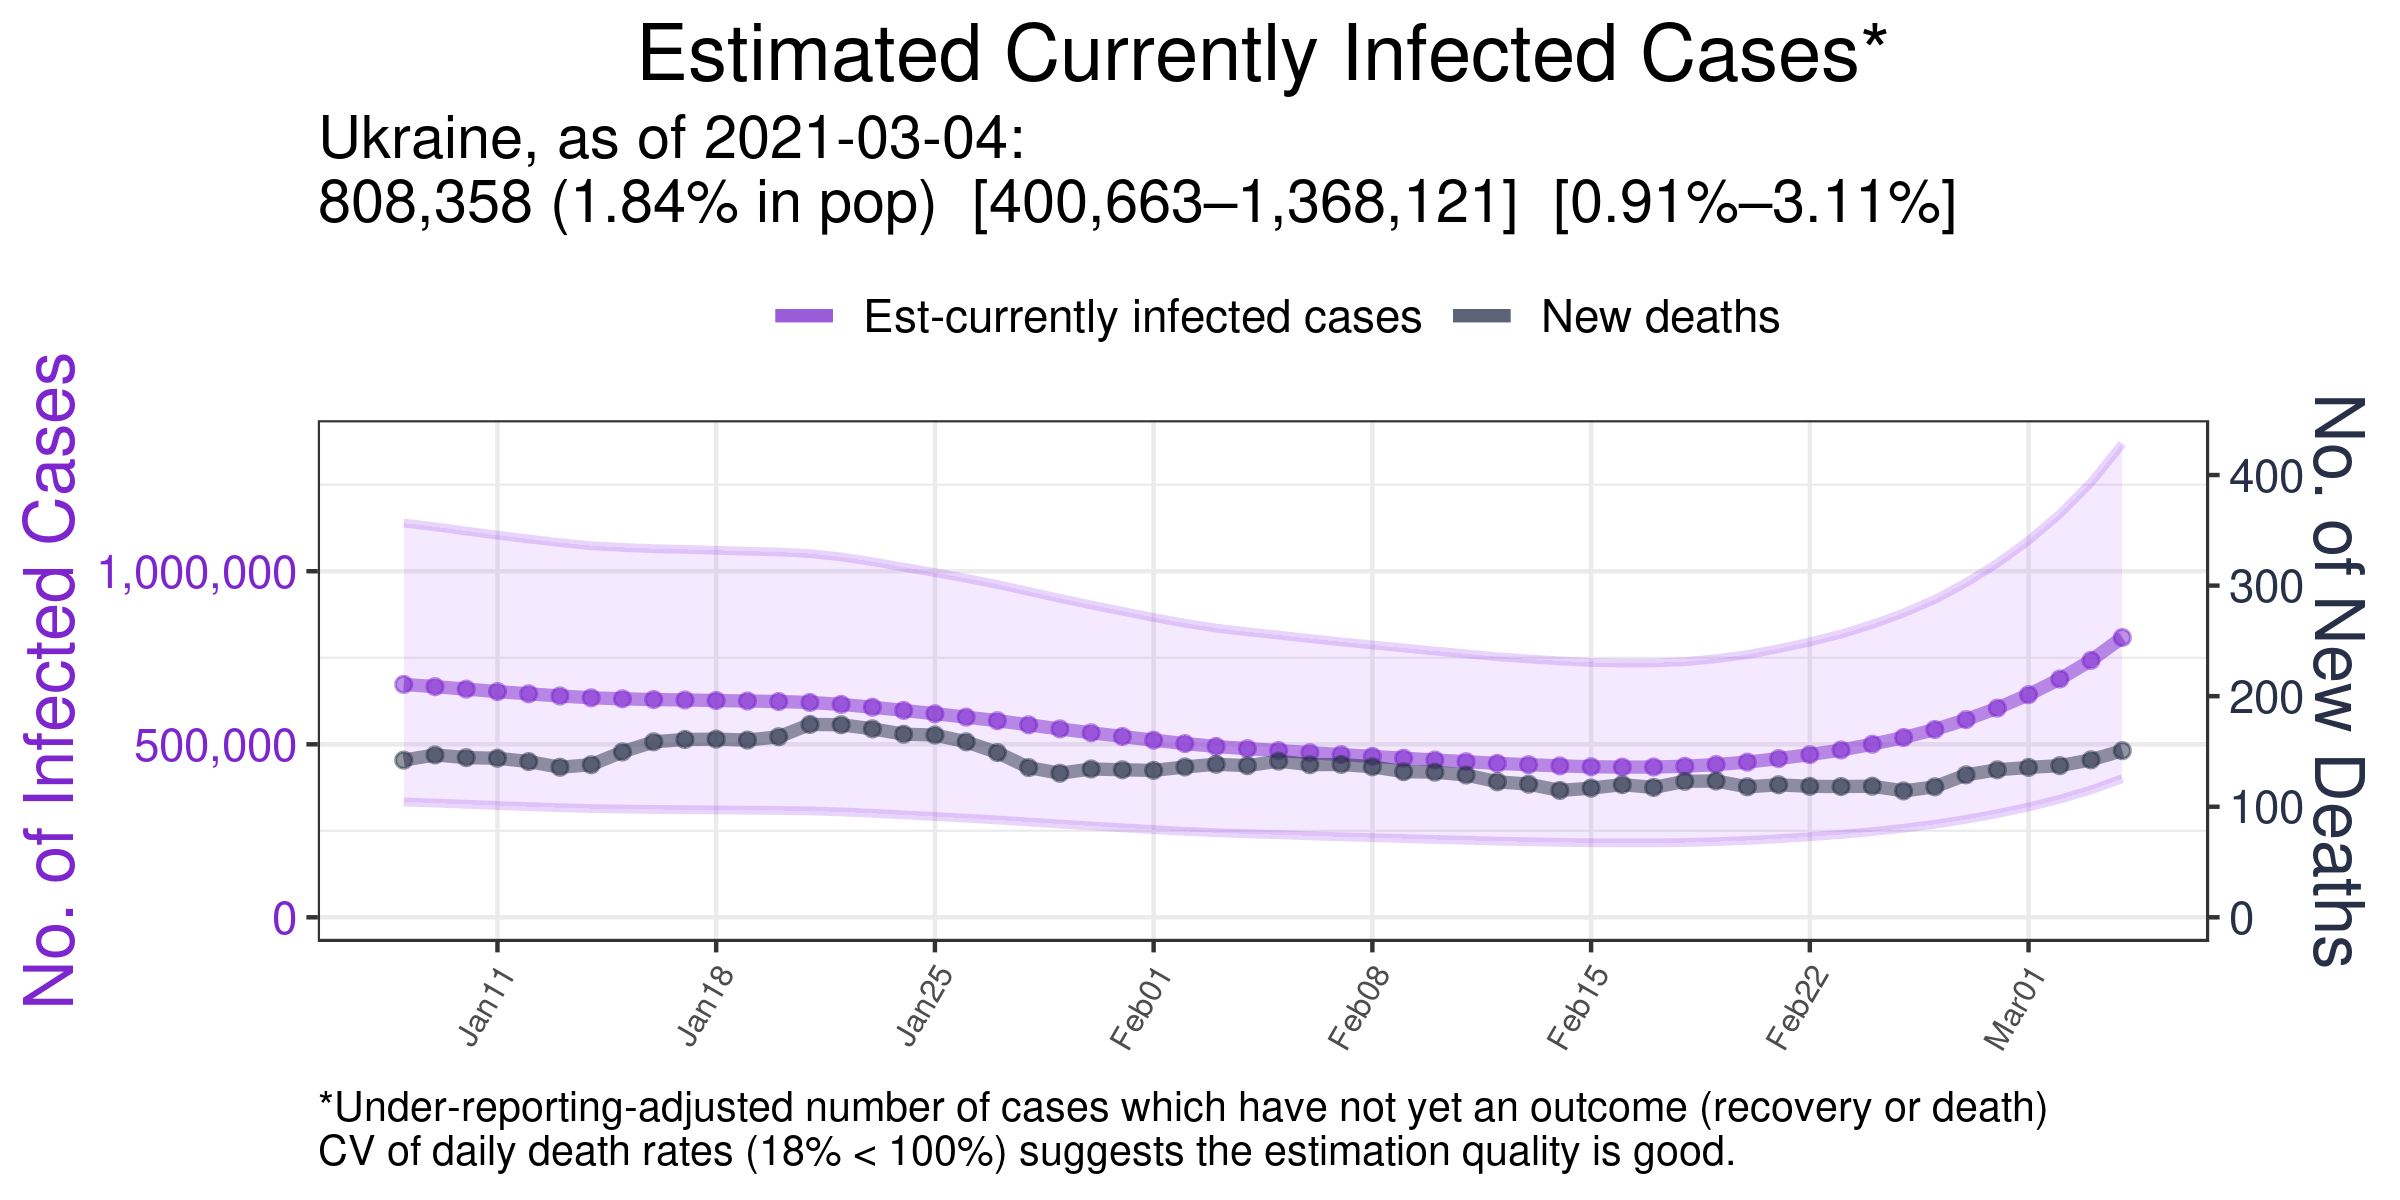 Estimated Currently Infected Cases*
Ukraine, as of 2021-03-04:
808,358 (1.84% in pop)  [400,663–1,368,121]  [0.91%–3.11%]
Est-currently infected cases
New deaths
No. of Infected Cases
1,000,000
500,000
0
400
300
200
100
0
No. of New Deaths
Jan11
Jan18
Jan25
Feb01
Feb08
Feb15
Feb22
Mar01
*Under-reporting-adjusted number of cases which have not yet an outcome (recovery or death)
CV of daily death rates (18% < 100%) suggests the estimation quality is good.